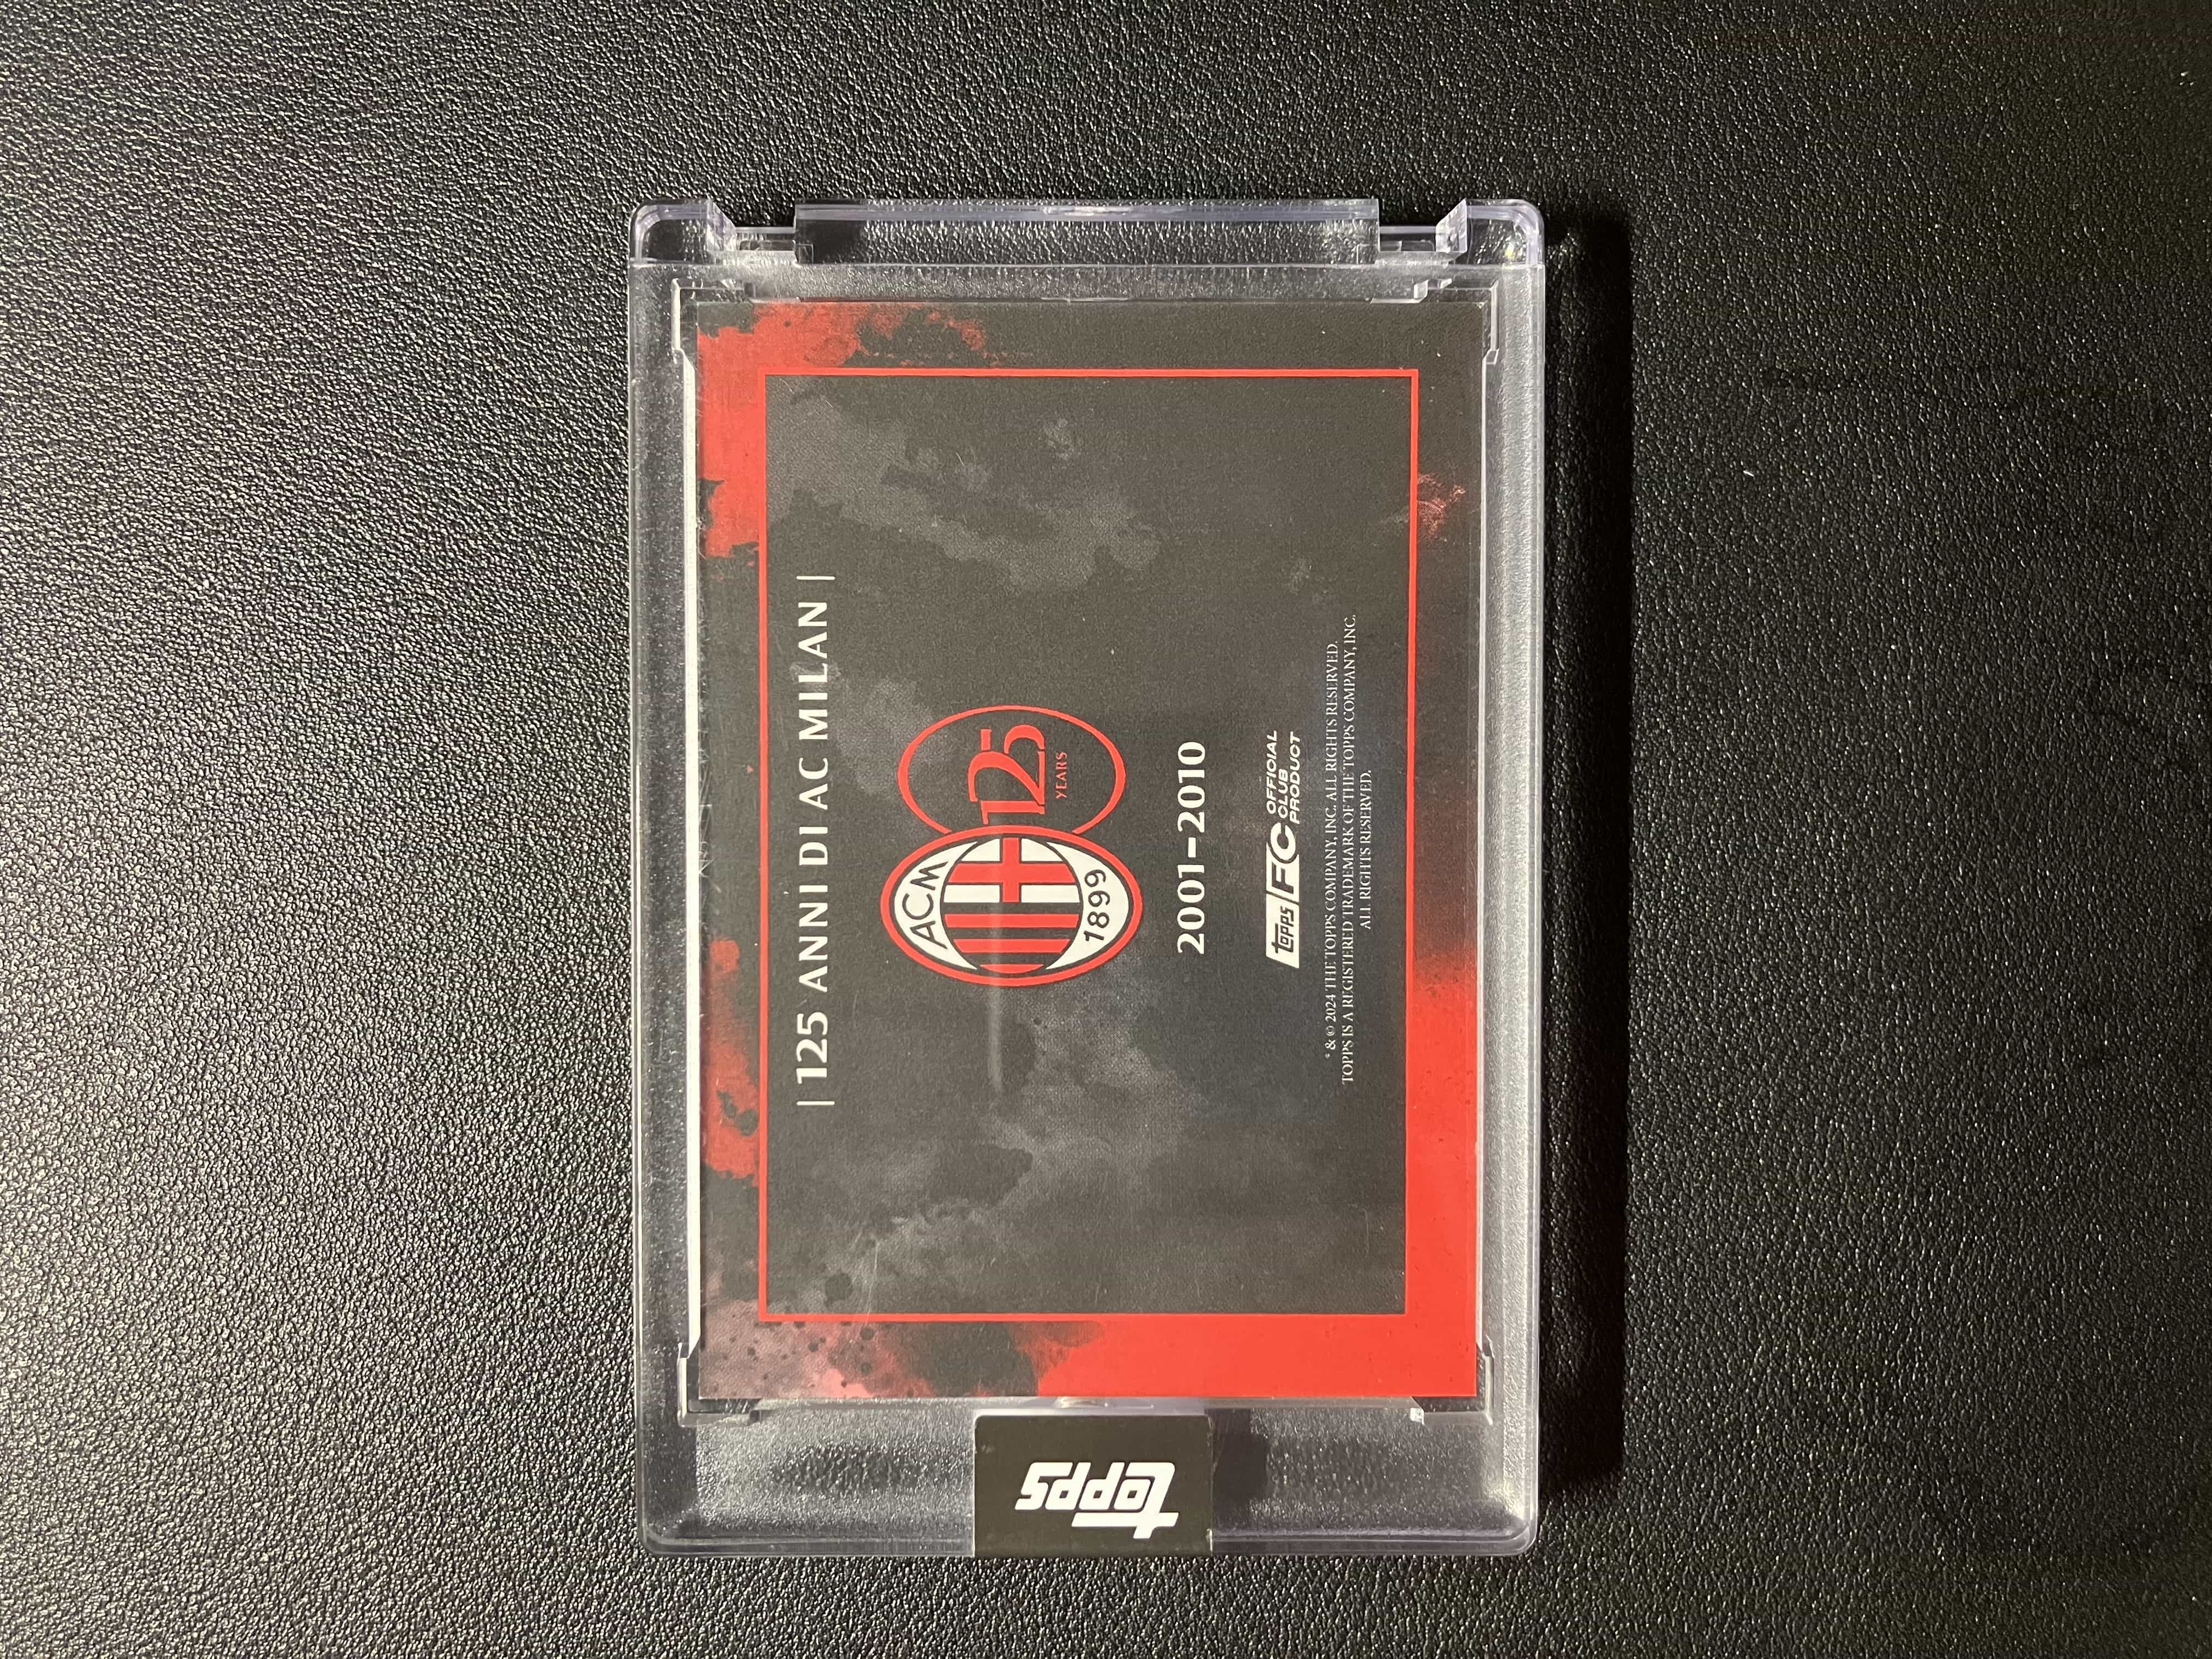 | 125 ANNI DI AC MILAN |
ACM
1899
125
YEARS
2001-2010
topps FC OFFICIAL
CLUB
PRODUCT
* & © 2024 THE TOPPS COMPANY, INC. ALL RIGHTS RESERVED.
TOPPS IS A REGISTERED TRADEMARK OF THE TOPPS COMPANY, INC.
ALL RIGHTS RESERVED.
topps